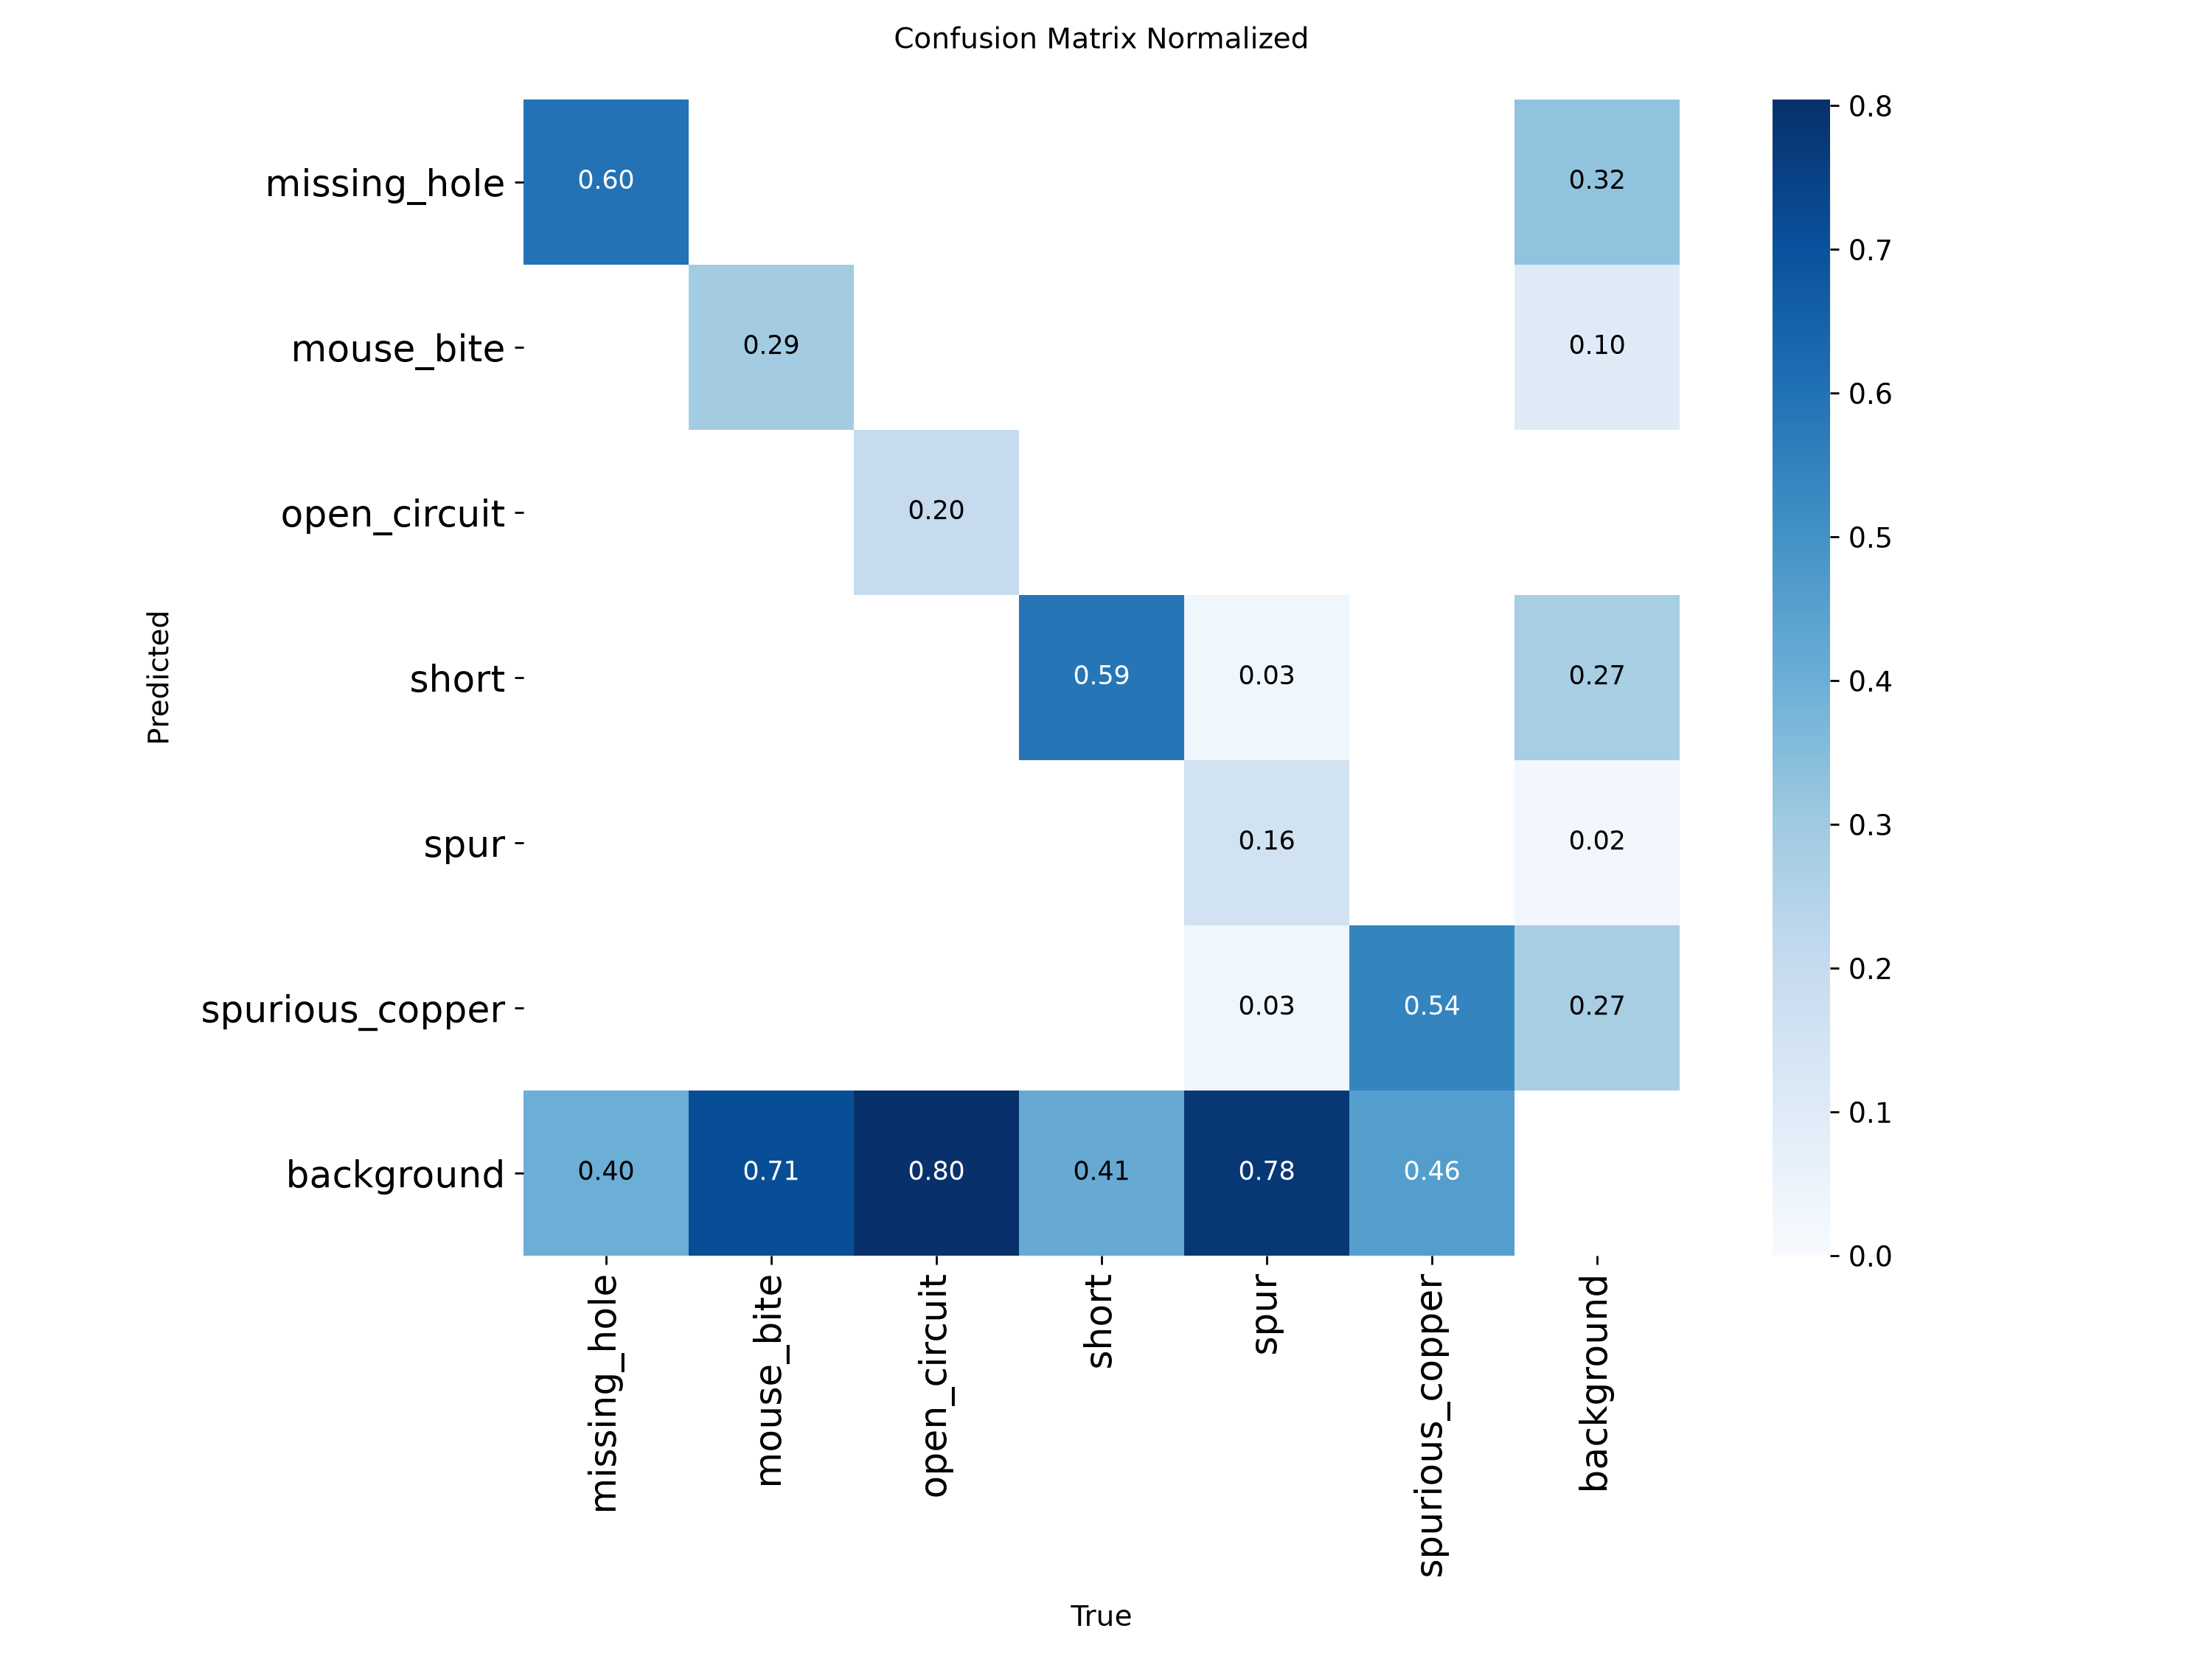 Confusion Matrix Normalized
missing_hole 0.60 0.32
mouse_bite 0.29 0.10
open_circuit 0.20
short 0.59 0.03 0.27
spur 0.16 0.02
spurious_copper 0.03 0.54 0.27
background 0.40 0.71 0.80 0.41 0.78 0.46
Predicted
missing_hole
mouse_bite
open_circuit
short
spur
spurious_copper
background
True
0.8
0.7
0.6
0.5
0.4
0.3
0.2
0.1
0.0